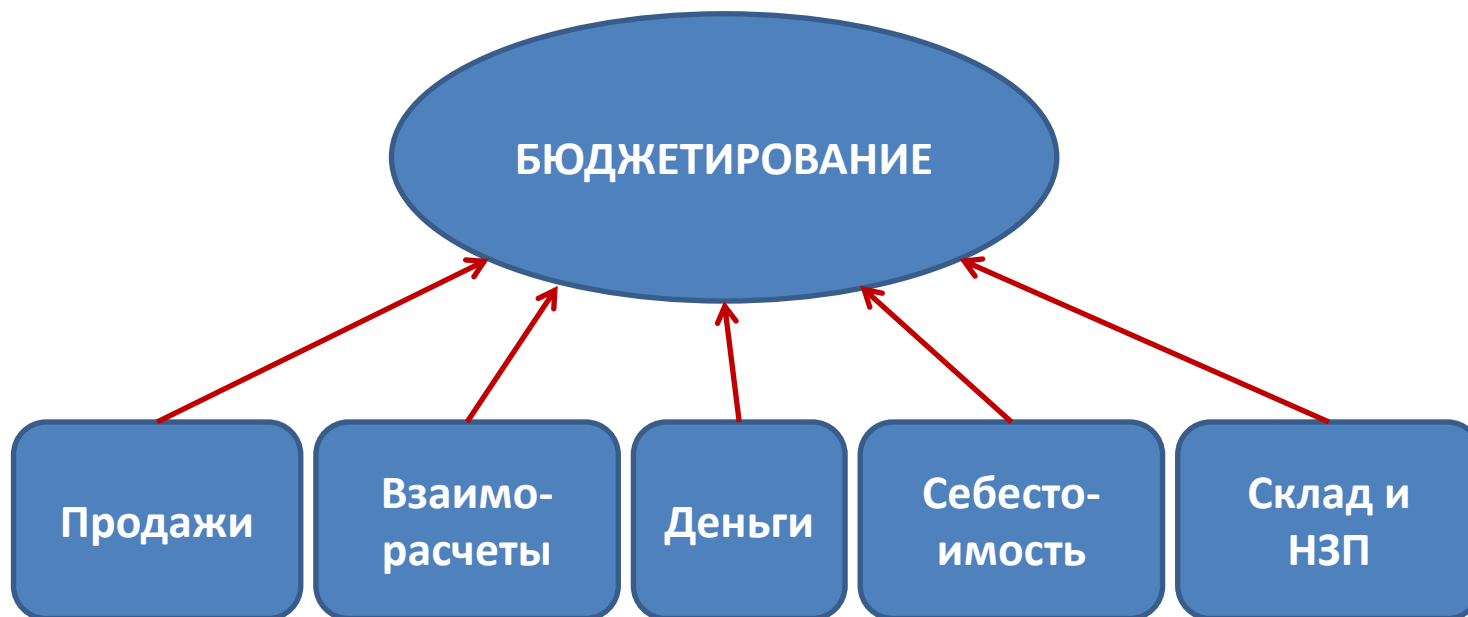 БЮДЖЕТИРОВАНИЕ
Продажи
Взаимо-
расчеты
Деньги
Себесто-
имость
Склад и
НЗП